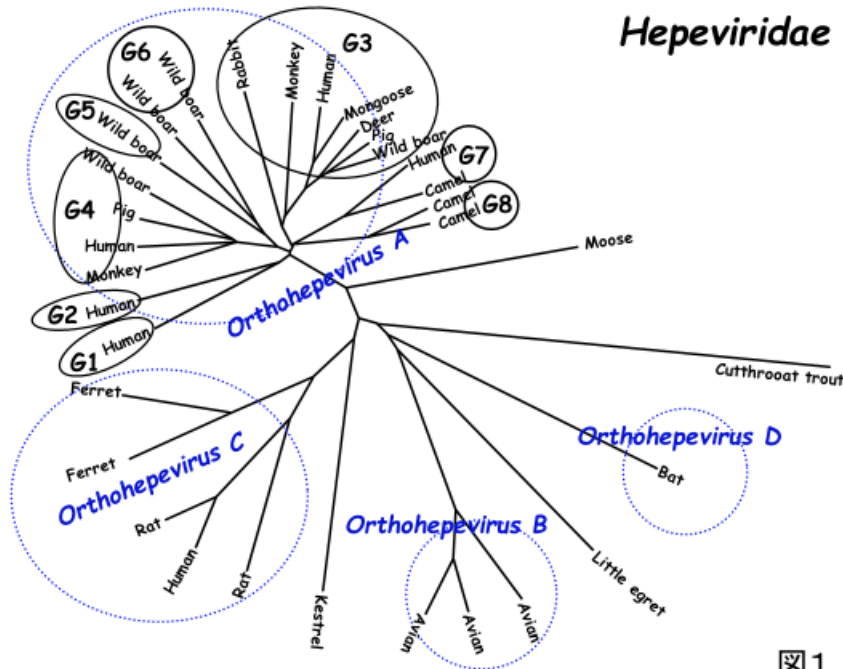 Hepeviridae
G6
Wild boar
Wild boar
Rabbit
Monkey
Human
G3
Mongoose
Deer
Pig
Wild boar
G5
Wild boar
Human
G7
Camel
Camel
Camel
G8
Wild boar
G4
Pig
Human
Monkey
G2
Human
G1
Human
Orthohepevirus A
Moose
Cutthrooat trout
Ferret
Ferret
Orthohepevirus C
Rat
Human
Rat
Kestrel
Orthohepevirus B
Avian
Avian
Avian
Little egret
Orthohepevirus D
Bat
図1